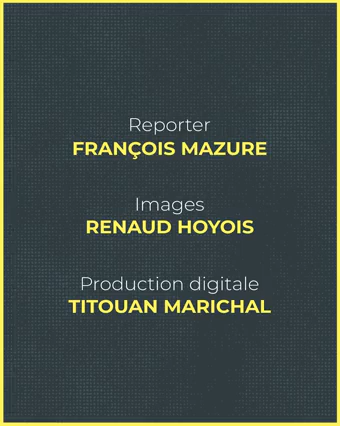 Reporter
FRANÇOIS MAZURE
Images
RENAUD HOYOIS
Production digitale
TITOUAN MARICHAL